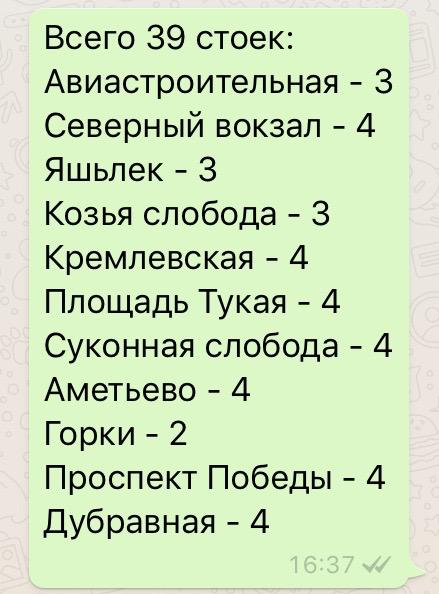 Всего 39 стоек:
Авиастроительная - 3
Северный вокзал - 4
Яшьлек - 3
Козья слобода - 3
Кремлевская - 4
Площадь Тукая - 4
Суконная слобода - 4
Аметьево - 4
Горки - 2
Проспект Победы - 4
Дубравная - 4
16:37